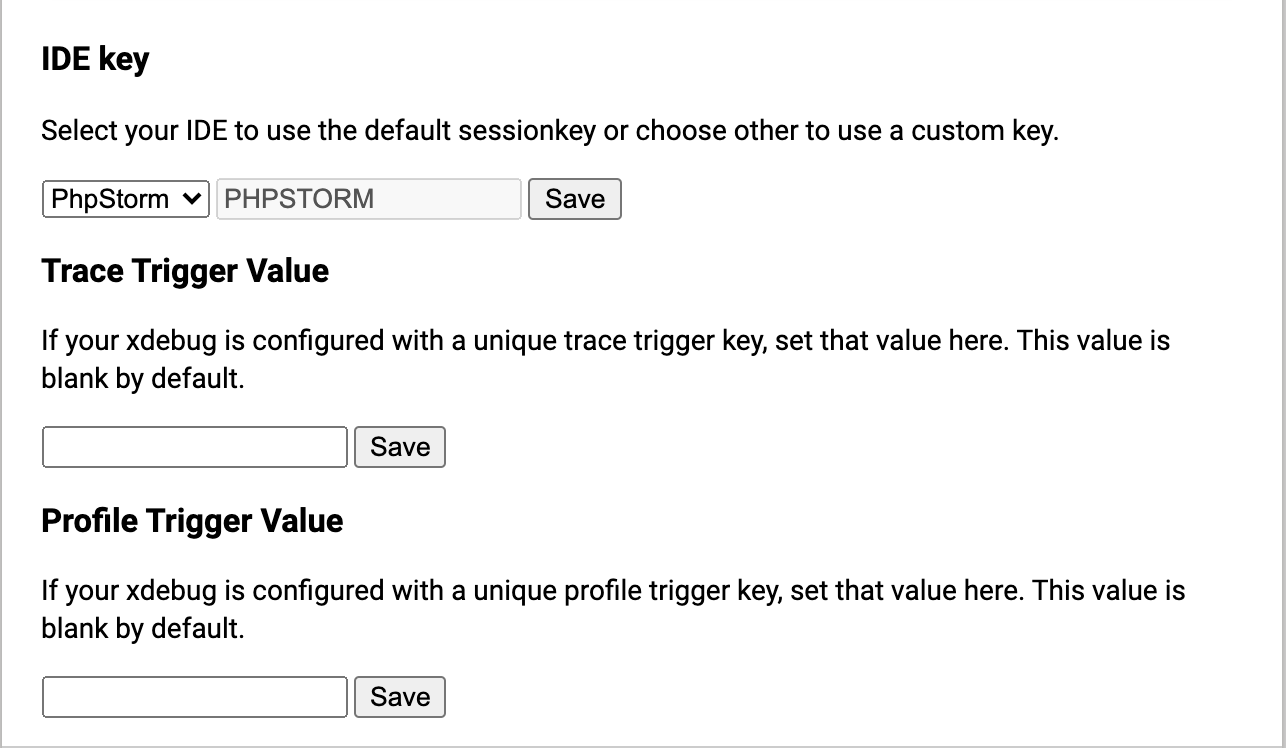 IDE key
Select your IDE to use the default sessionkey or choose other to use a custom key.
PhpStorm PHPSTORM Save
Trace Trigger Value
If your xdebug is configured with a unique trace trigger key, set that value here. This value is
blank by default.
Save
Profile Trigger Value
If your xdebug is configured with a unique profile trigger key, set that value here. This value is
blank by default.
Save